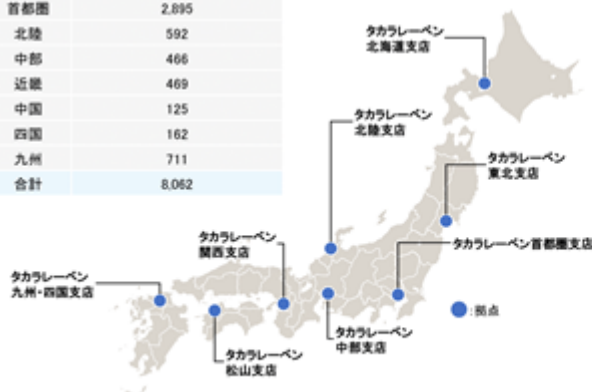 首都圏 2,895
北陸 592
中部 466
近畿 469
中国 125
四国 162
九州 711
合計 8,062
タカラレーベン
北海道支店
タカラレーベン
北陸支店
タカラレーベン
東北支店
タカラレーベン
関西支店
タカラレーベン首都圏支店
タカラレーベン
九州・四国支店
:拠点
タカラレーベン
中部支店
タカラレーベン
松山支店